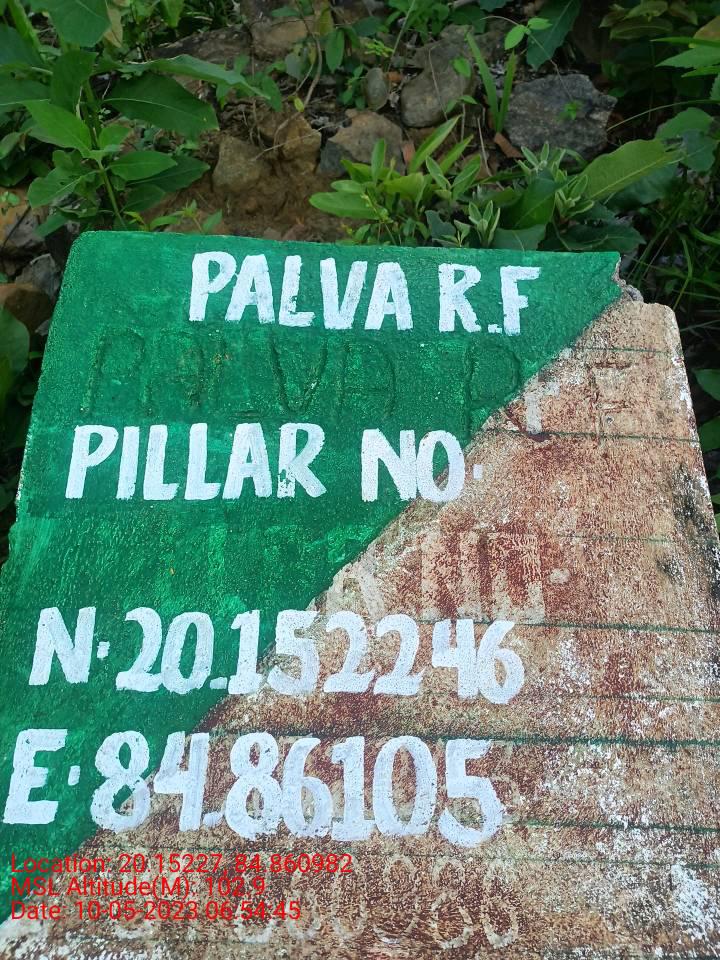 PALVA R.F
PALVA R.F
PILLAR NO.
N.20.152246
E.84.86105
Location: 20.15227, 84.860982
MSL Altitude(M): 102.9
Date: 10-05-2023 06:54:45